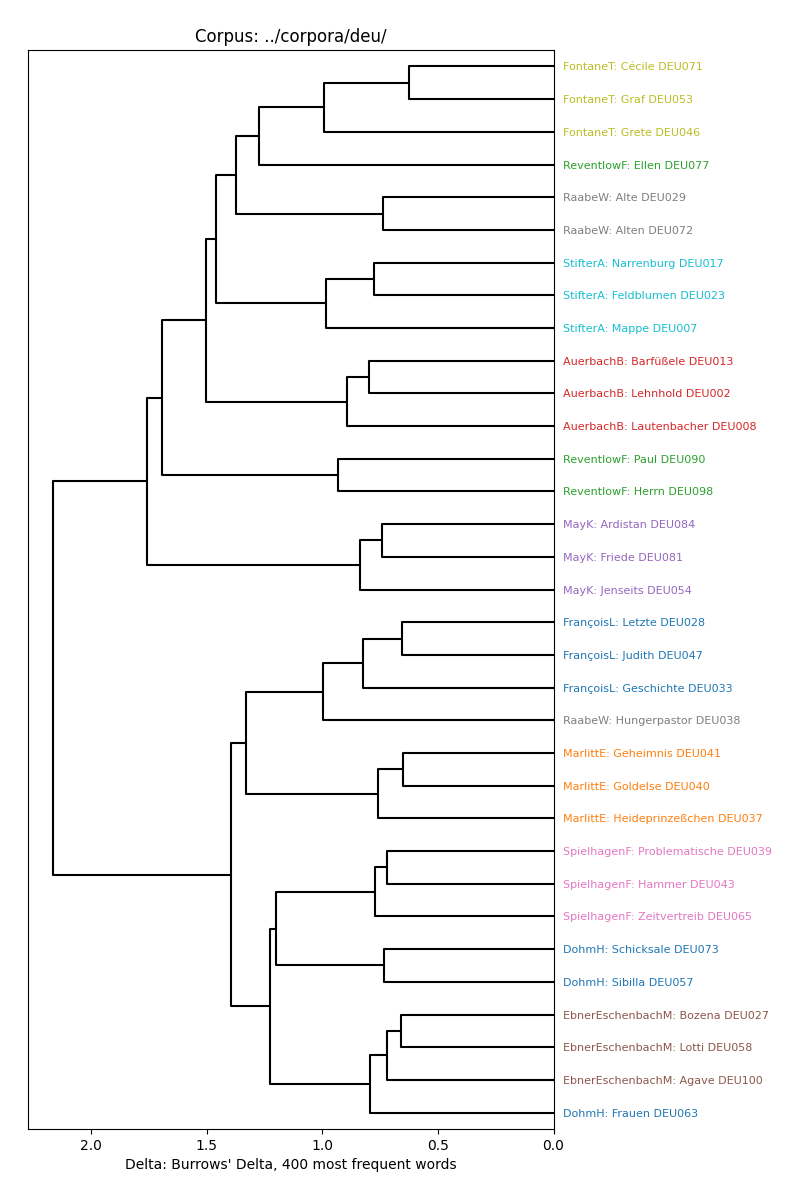 Corpus: ../corpora/deu/
FontaneT: Cécile DEU071
FontaneT: Graf DEU053
FontaneT: Grete DEU046
ReventlowF: Ellen DEU077
RaabeW: Alte DEU029
RaabeW: Alten DEU072
StifterA: Narrenburg DEU017
StifterA: Feldblumen DEU023
StifterA: Mappe DEU007
AuerbachB: Barfüßele DEU013
AuerbachB: Lehnhold DEU002
AuerbachB: Lautenbacher DEU008
ReventlowF: Paul DEU090
ReventlowF: Herrn DEU098
MayK: Ardistan DEU084
MayK: Friede DEU081
MayK: Jenseits DEU054
FrançoisL: Letzte DEU028
FrançoisL: Judith DEU047
FrançoisL: Geschichte DEU033
RaabeW: Hungerpastor DEU038
MarlittE: Geheimnis DEU041
MarlittE: Goldelse DEU040
MarlittE: Heideprinzeßchen DEU037
SpielhagenF: Problematische DEU039
SpielhagenF: Hammer DEU043
SpielhagenF: Zeitvertreib DEU065
DohmH: Schicksale DEU073
DohmH: Sibilla DEU057
EbnerEschenbachM: Bozena DEU027
EbnerEschenbachM: Lotti DEU058
EbnerEschenbachM: Agave DEU100
DohmH: Frauen DEU063
2.0 1.5 1.0 0.5 0.0
Delta: Burrows' Delta, 400 most frequent words